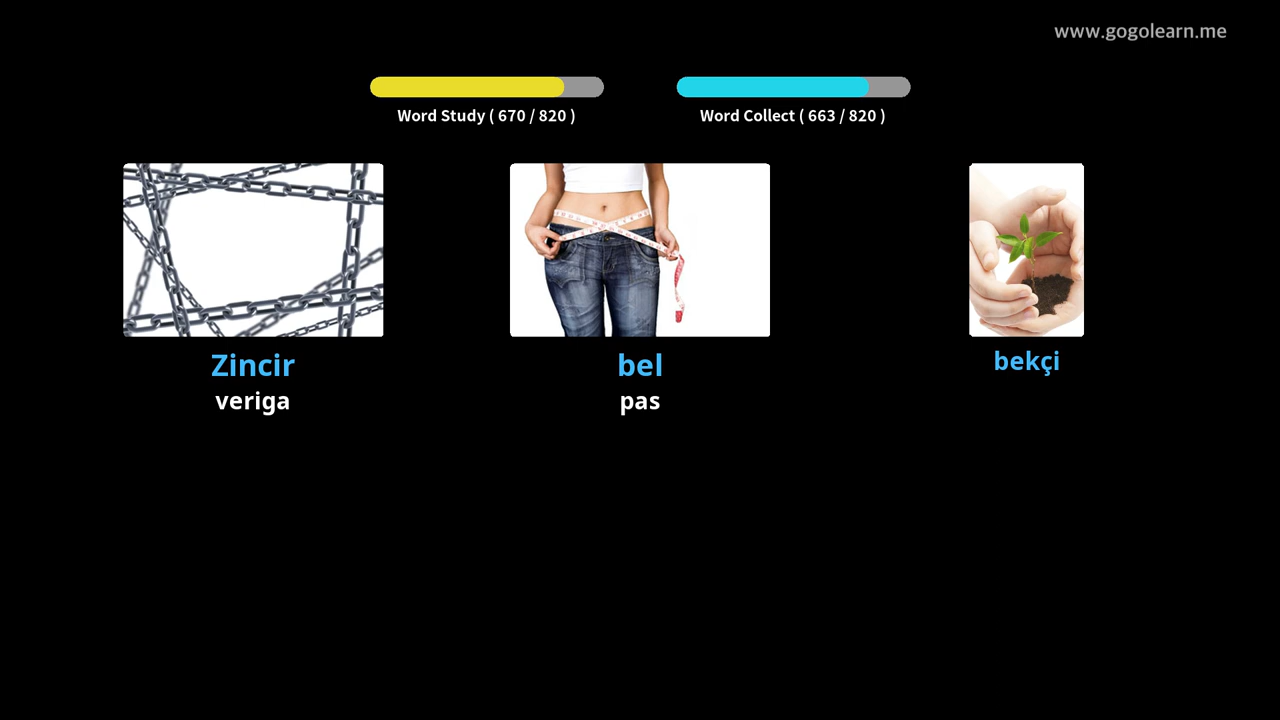 www.gogolearn.me
Word Study ( 670 / 820 )
Word Collect ( 663 / 820 )
Zincir
veriga
bel
pas
bekçi